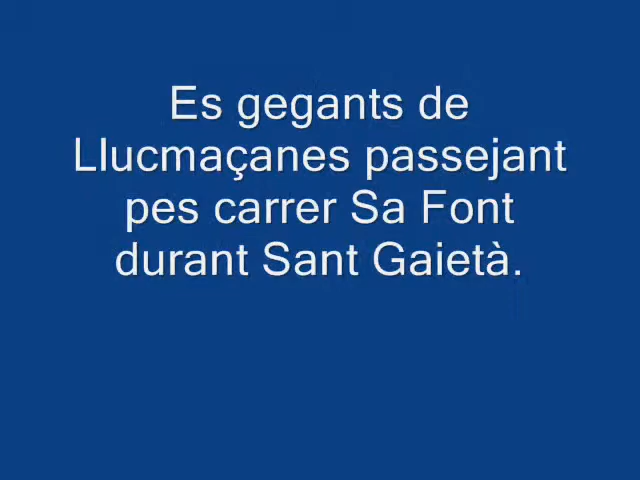 Es gegants de
Llucmaçanes passejant
pes carrer Sa Font
durant Sant Gaietà.